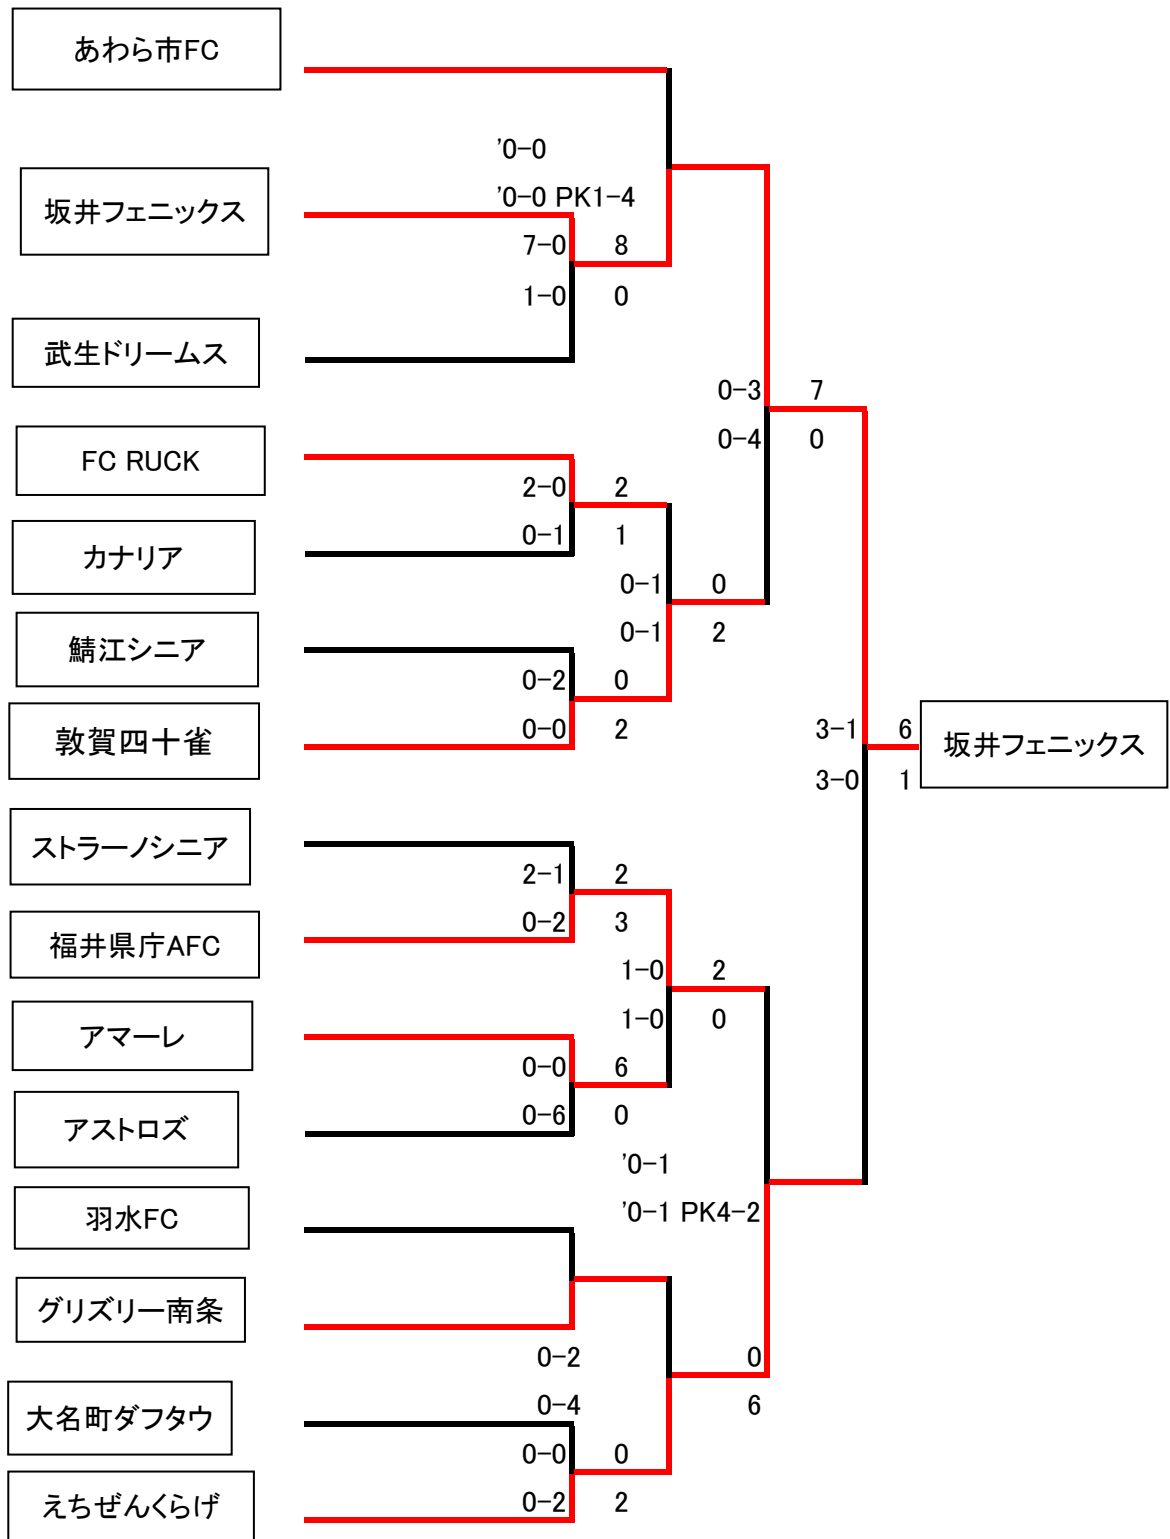 あわら市FC
'0-0
坂井フェニックス
'0-0 PK1-4
7-0 8
1-0 0
武生ドリームス
0-3 7
0-4 0
FC RUCK
2-0 2
カナリア
0-1 1
0-1 0
鯖江シニア
0-1 2
0-2 0
敦賀四十雀
0-0 2
3-1 6
坂井フェニックス
3-0 1
ストラーノシニア
2-1 2
0-2 3
福井県庁AFC
1-0 2
1-0 0
アマーレ
0-0 6
アストロズ
0-6 0
'0-1
羽水FC
'0-1 PK4-2
グリズリー南条
0-2 0
大名町ダフタウ
0-4 6
0-0 0
えちぜんくらげ
0-2 2